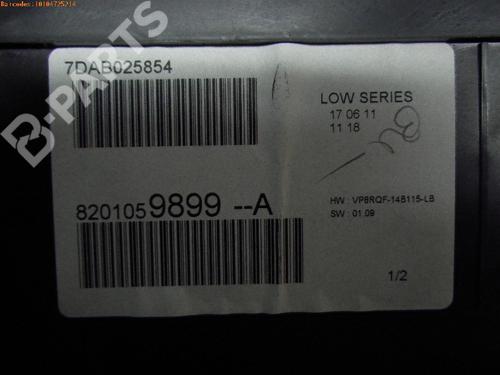 Barcodes:10104725214
7DAB025854
LOW SERIES
17 06 11
11 18
8201059899 --A
HW : VP8RQF-14B115-LB
SW : 01.09
1/2
B-PARTS